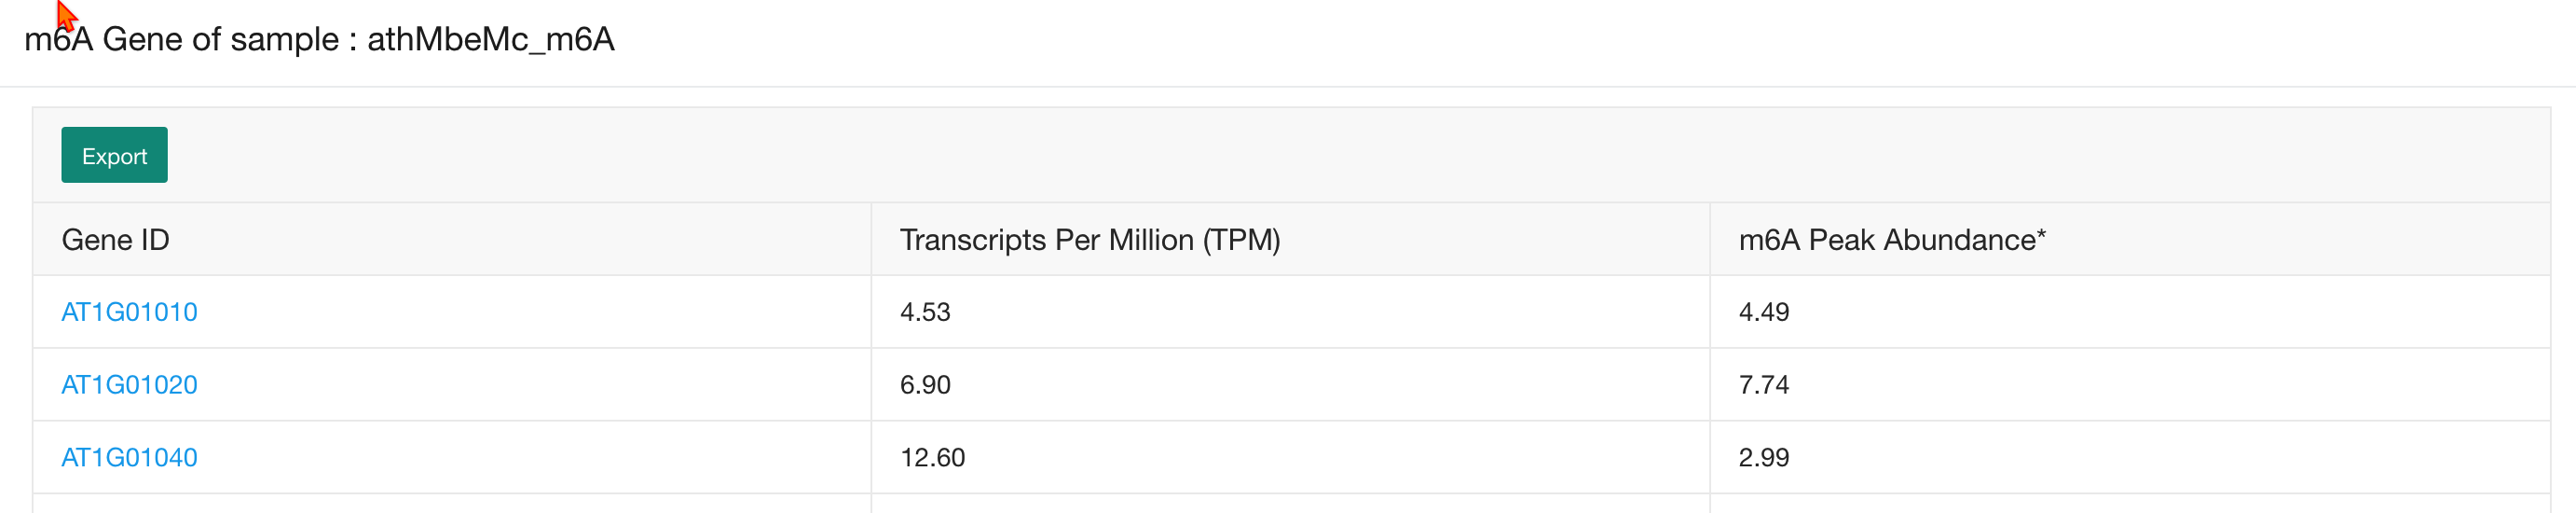 m6A Gene of sample : athMbeMc_m6A
Export
Gene ID Transcripts Per Million (TPM) m6A Peak Abundance*
AT1G01010 4.53 4.49
AT1G01020 6.90 7.74
AT1G01040 12.60 2.99